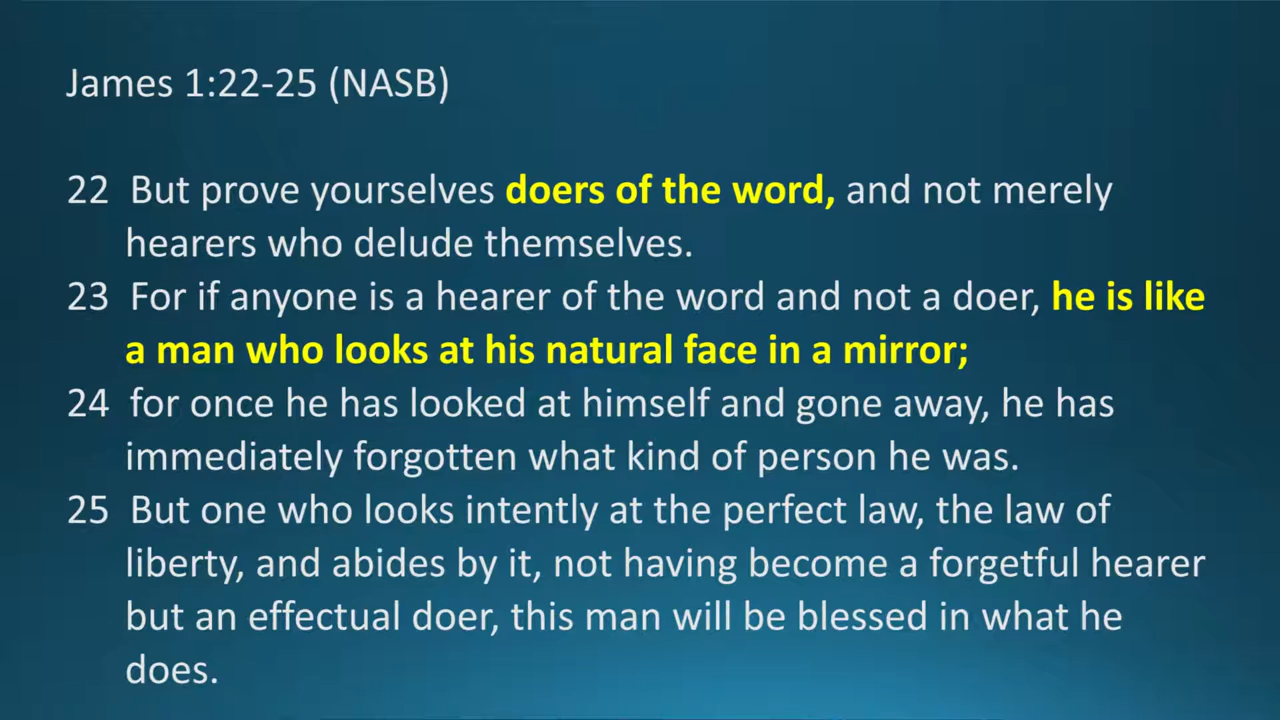 James 1:22-25 (NASB)
22 But prove yourselves doers of the word, and not merely
hearers who delude themselves.
23 For if anyone is a hearer of the word and not a doer, he is like
a man who looks at his natural face in a mirror;
24 for once he has looked at himself and gone away, he has
immediately forgotten what kind of person he was.
25 But one who looks intently at the perfect law, the law of
liberty, and abides by it, not having become a forgetful hearer
but an effectual doer, this man will be blessed in what he
does.